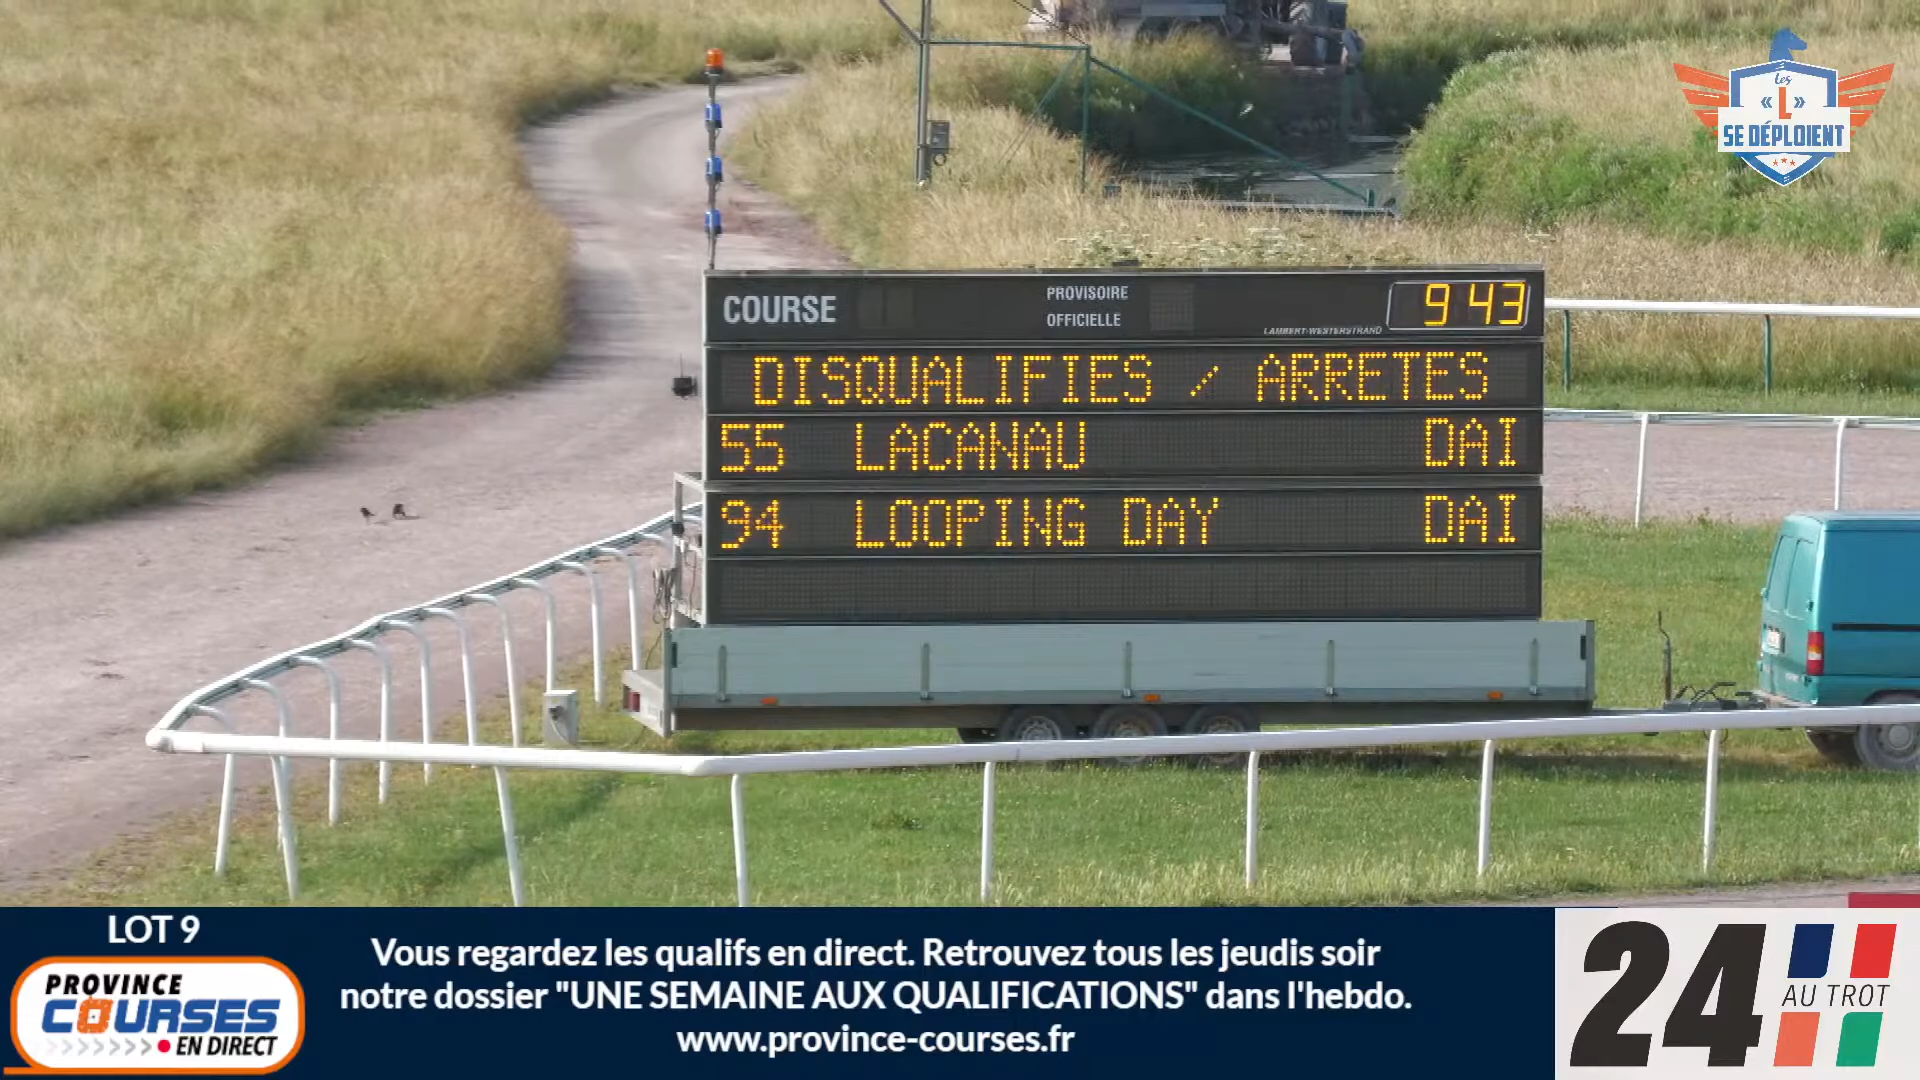 Les
« L »
SE DÉPLOIENT
COURSE
PROVISOIRE
OFFICIELLE
LAMBERT-WESTERSTRAND
9 43
DISQUALIFIES / ARRETES
55 LACANAU DAI
94 LOOPING DAY DAI
LOT 9
PROVINCE
COURSES
EN DIRECT
Vous regardez les qualifs en direct. Retrouvez tous les jeudis soir
notre dossier "UNE SEMAINE AUX QUALIFICATIONS" dans l'hebdo.
www.province-courses.fr
24
AU TROT